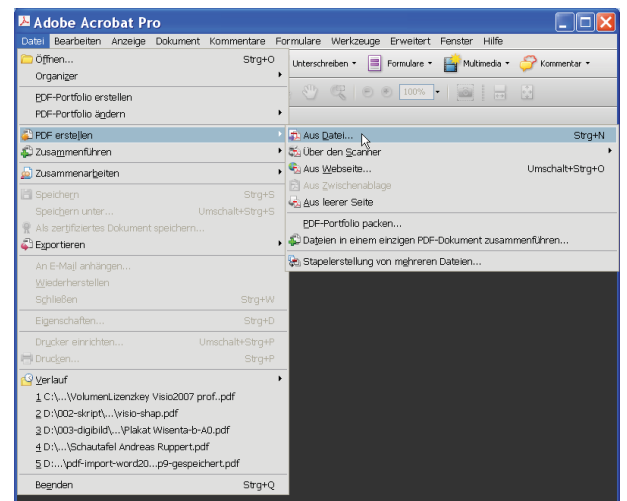 Adobe Acrobat Pro
Datei Bearbeiten Anzeige Dokument Kommentare Formulare Werkzeuge Erweitert Fenster Hilfe
Unterschreiben Formulare Multimedia Kommentar
100%
Öffnen... Strg+O
Organizer
PDF-Portfolio erstellen
PDF-Portfolio ändern
PDF erstellen
Zusammenführen
Zusammenarbeiten
Speichern Strg+S
Speichern unter... Umschalt+Strg+S
Als zertifiziertes Dokument speichern...
Exportieren
An E-Mail anhängen...
Wiederherstellen
Schließen Strg+W
Eigenschaften... Strg+D
Drucker einrichten... Umschalt+Strg+P
Drucken... Strg+P
Verlauf
1 C:\...\VolumenLizenzkey Visio2007 prof..pdf
2 D:\002-skript\...\visio-shap.pdf
3 D:\003-digibild\...\Plakat Wisenta-b-A0.pdf
4 D:\...\Schautafel Andreas Ruppert.pdf
5 D:...\pdf-import-word20...p9-gespeichert.pdf
Beenden Strg+Q
Aus Datei... Strg+N
Über den Scanner
Aus Webseite... Umschalt+Strg+O
Aus Zwischenablage
Aus leerer Seite
PDF-Portfolio packen...
Dateien in einem einzigen PDF-Dokument zusammenführen...
Stapelerstellung von mehreren Dateien...